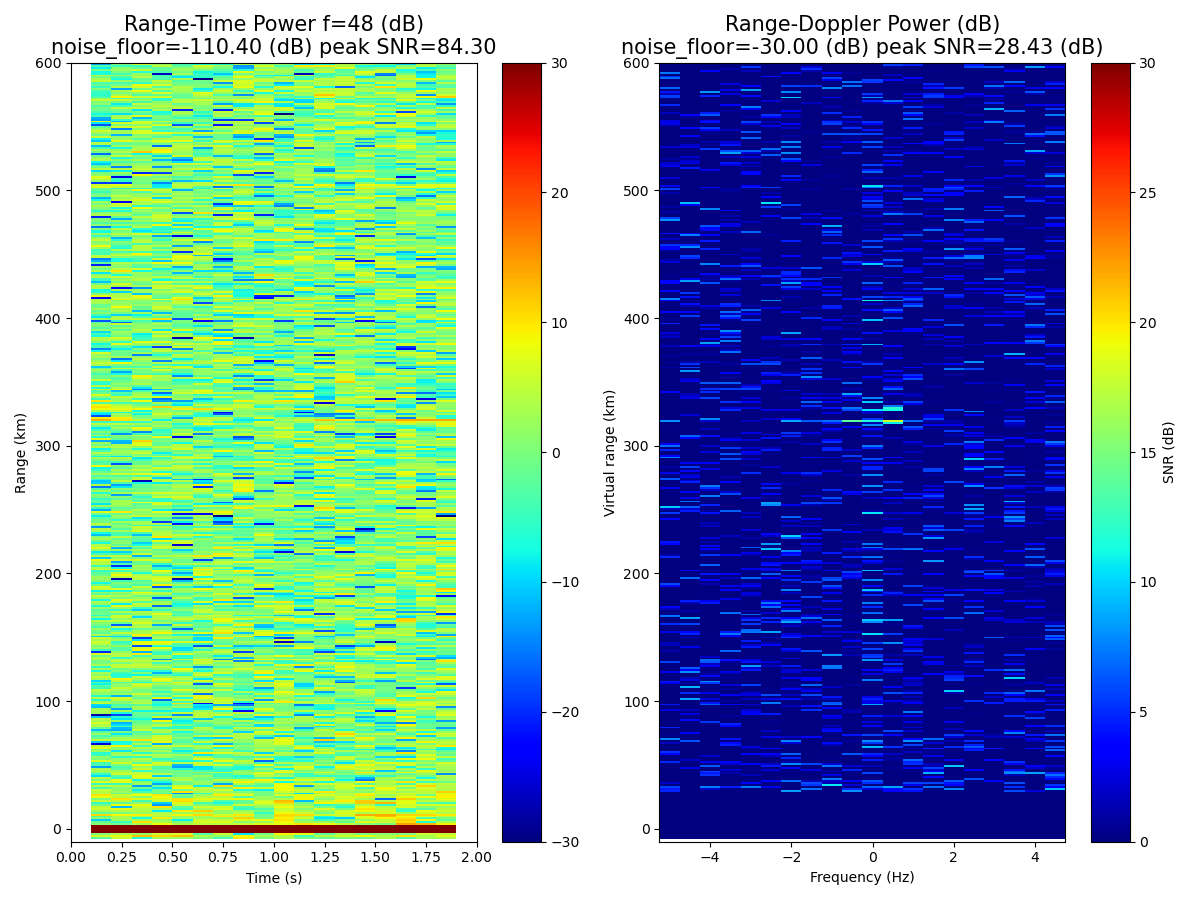 Range-Time Power f=48 (dB)
noise_floor=-110.40 (dB) peak SNR=84.30
600
500
400
300
200
100
0
Range (km)
0.00 0.25 0.50 0.75 1.00 1.25 1.50 1.75 2.00
Time (s)
30
20
10
0
−10
−20
−30
Range-Doppler Power (dB)
noise_floor=-30.00 (dB) peak SNR=28.43 (dB)
600
500
400
300
200
100
0
Virtual range (km)
−4 −2 0 2 4
Frequency (Hz)
30
25
20
15
10
5
0
SNR (dB)